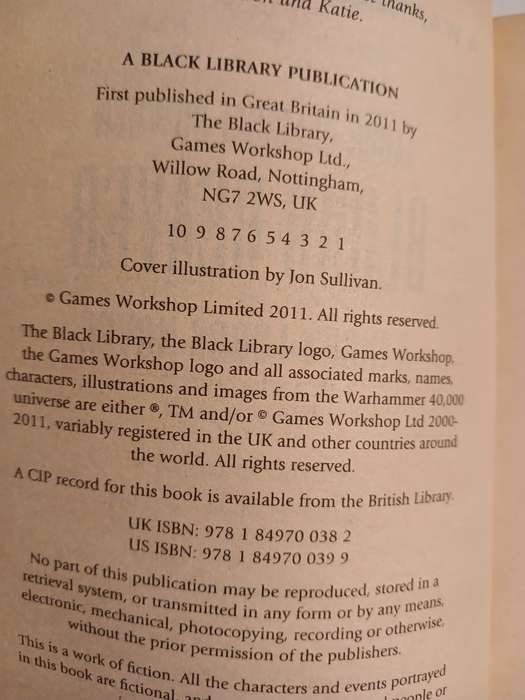 thanks,
and Katie.
A BLACK LIBRARY PUBLICATION
First published in Great Britain in 2011 by
The Black Library,
Games Workshop Ltd.,
Willow Road, Nottingham,
NG7 2WS, UK
10 9 8 7 6 5 4 3 2 1
Cover illustration by Jon Sullivan.
© Games Workshop Limited 2011. All rights reserved.
The Black Library, the Black Library logo, Games Workshop,
the Games Workshop logo and all associated marks, names,
characters, illustrations and images from the Warhammer 40,000
universe are either ®, TM and/or © Games Workshop Ltd 2000-
2011, variably registered in the UK and other countries around
the world. All rights reserved.
A CIP record for this book is available from the British Library.
UK ISBN: 978 1 84970 038 2
US ISBN: 978 1 84970 039 9
No part of this publication may be reproduced, stored in a
retrieval system, or transmitted in any form or by any means,
electronic, mechanical, photocopying, recording or otherwise,
without the prior permission of the publishers.
This is a work of fiction. All the characters and events portrayed
in this book are fictional, and people or